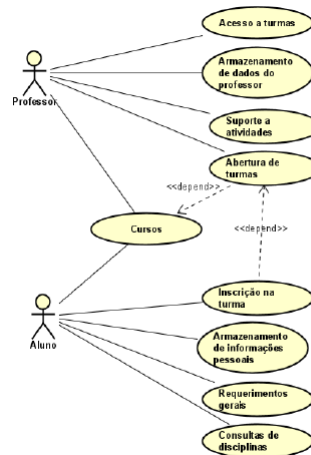 Acesso a turmas
Armazenamento
de dados do
professor
Professor
Suporte a
atividades
Abertura de
turmas
<<depend>>
Cursos
<<depend>>
Inscrição na
turma
Aluno
Armazenamento
de informações
pessoais
Requerimentos
gerais
Consultas de
disciplinas